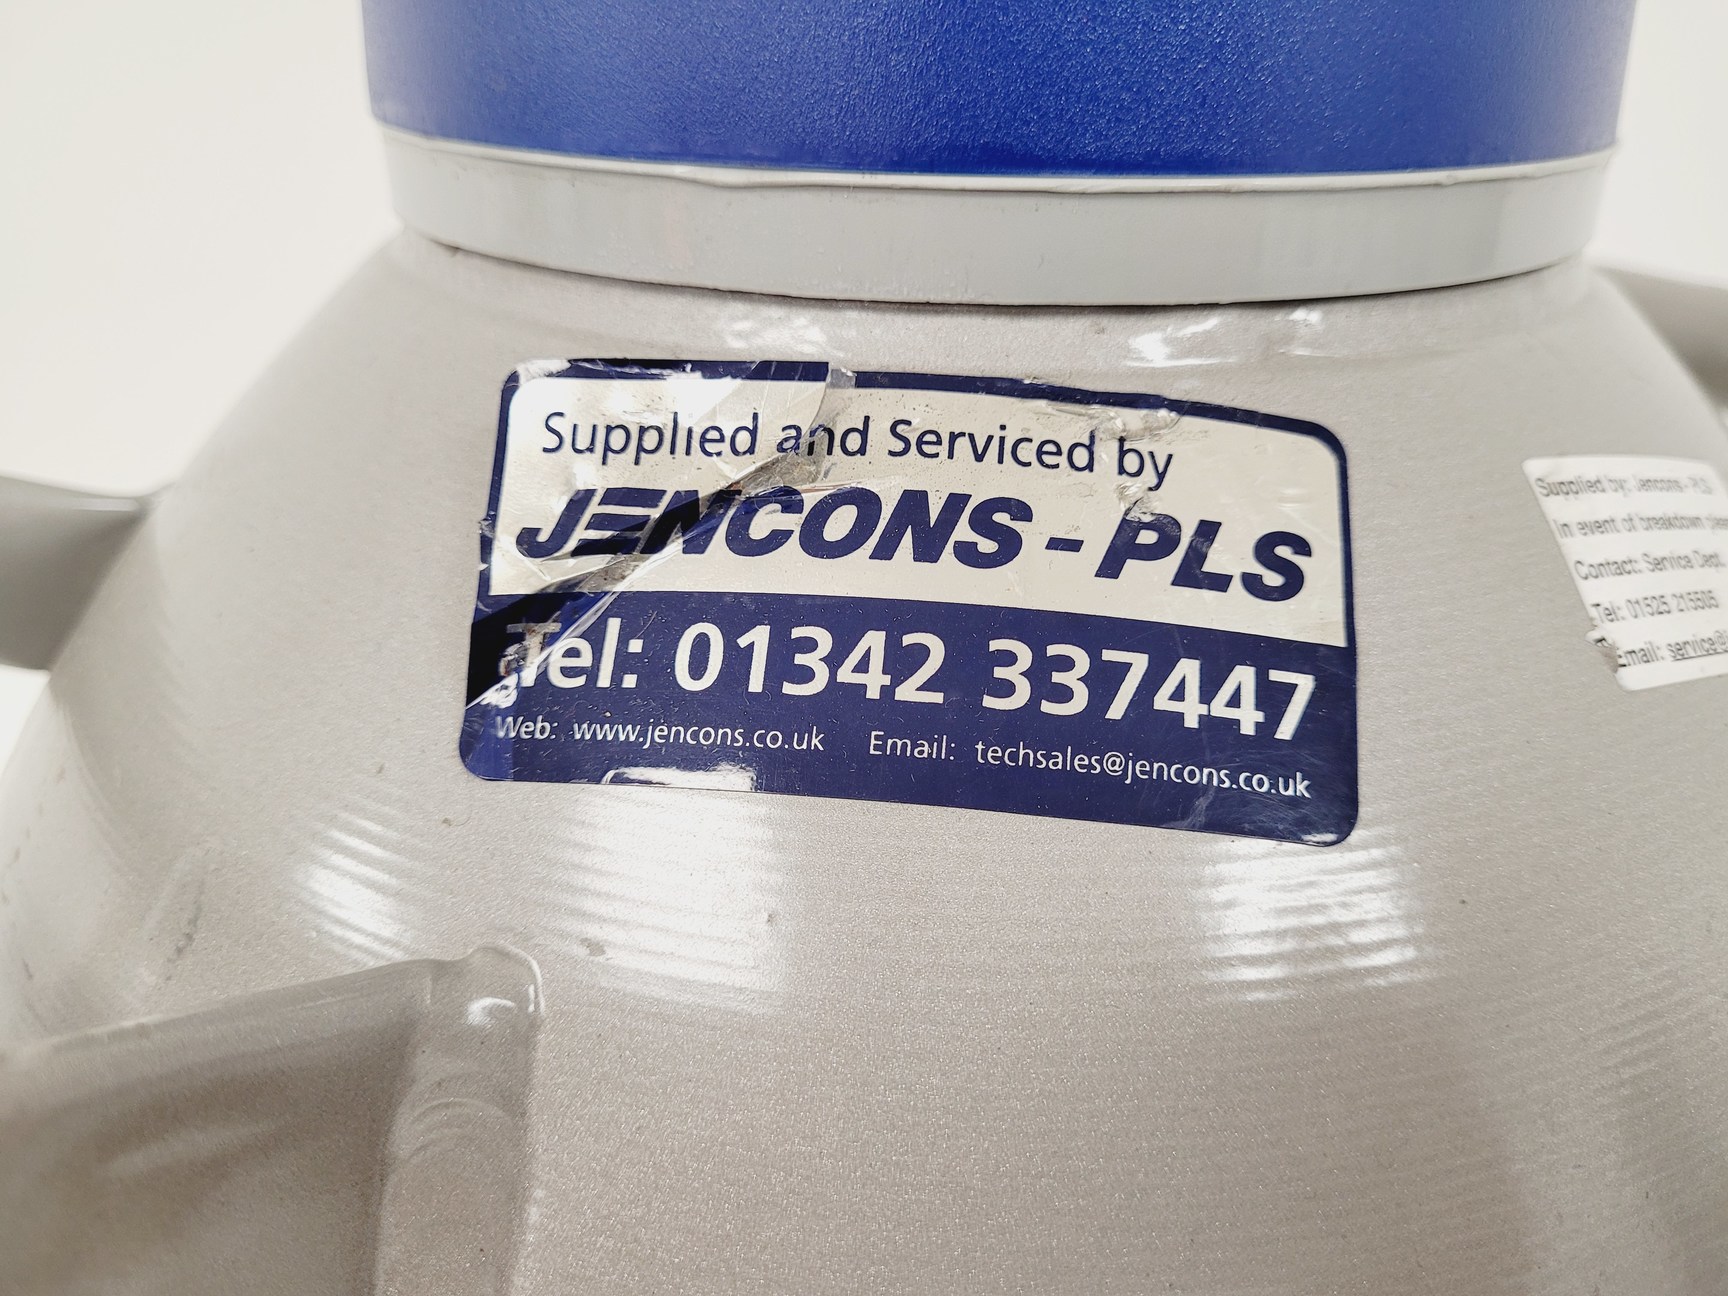 Supplied and Serviced by
JENCONS - PLS
Tel: 01342 337447
Web: www.jencons.co.uk Email: techsales@jencons.co.uk
Supplied by: Jencons - PLS
In event of breakdown
Contact: Service Dept.
Tel: 01525 215505
Email: service@